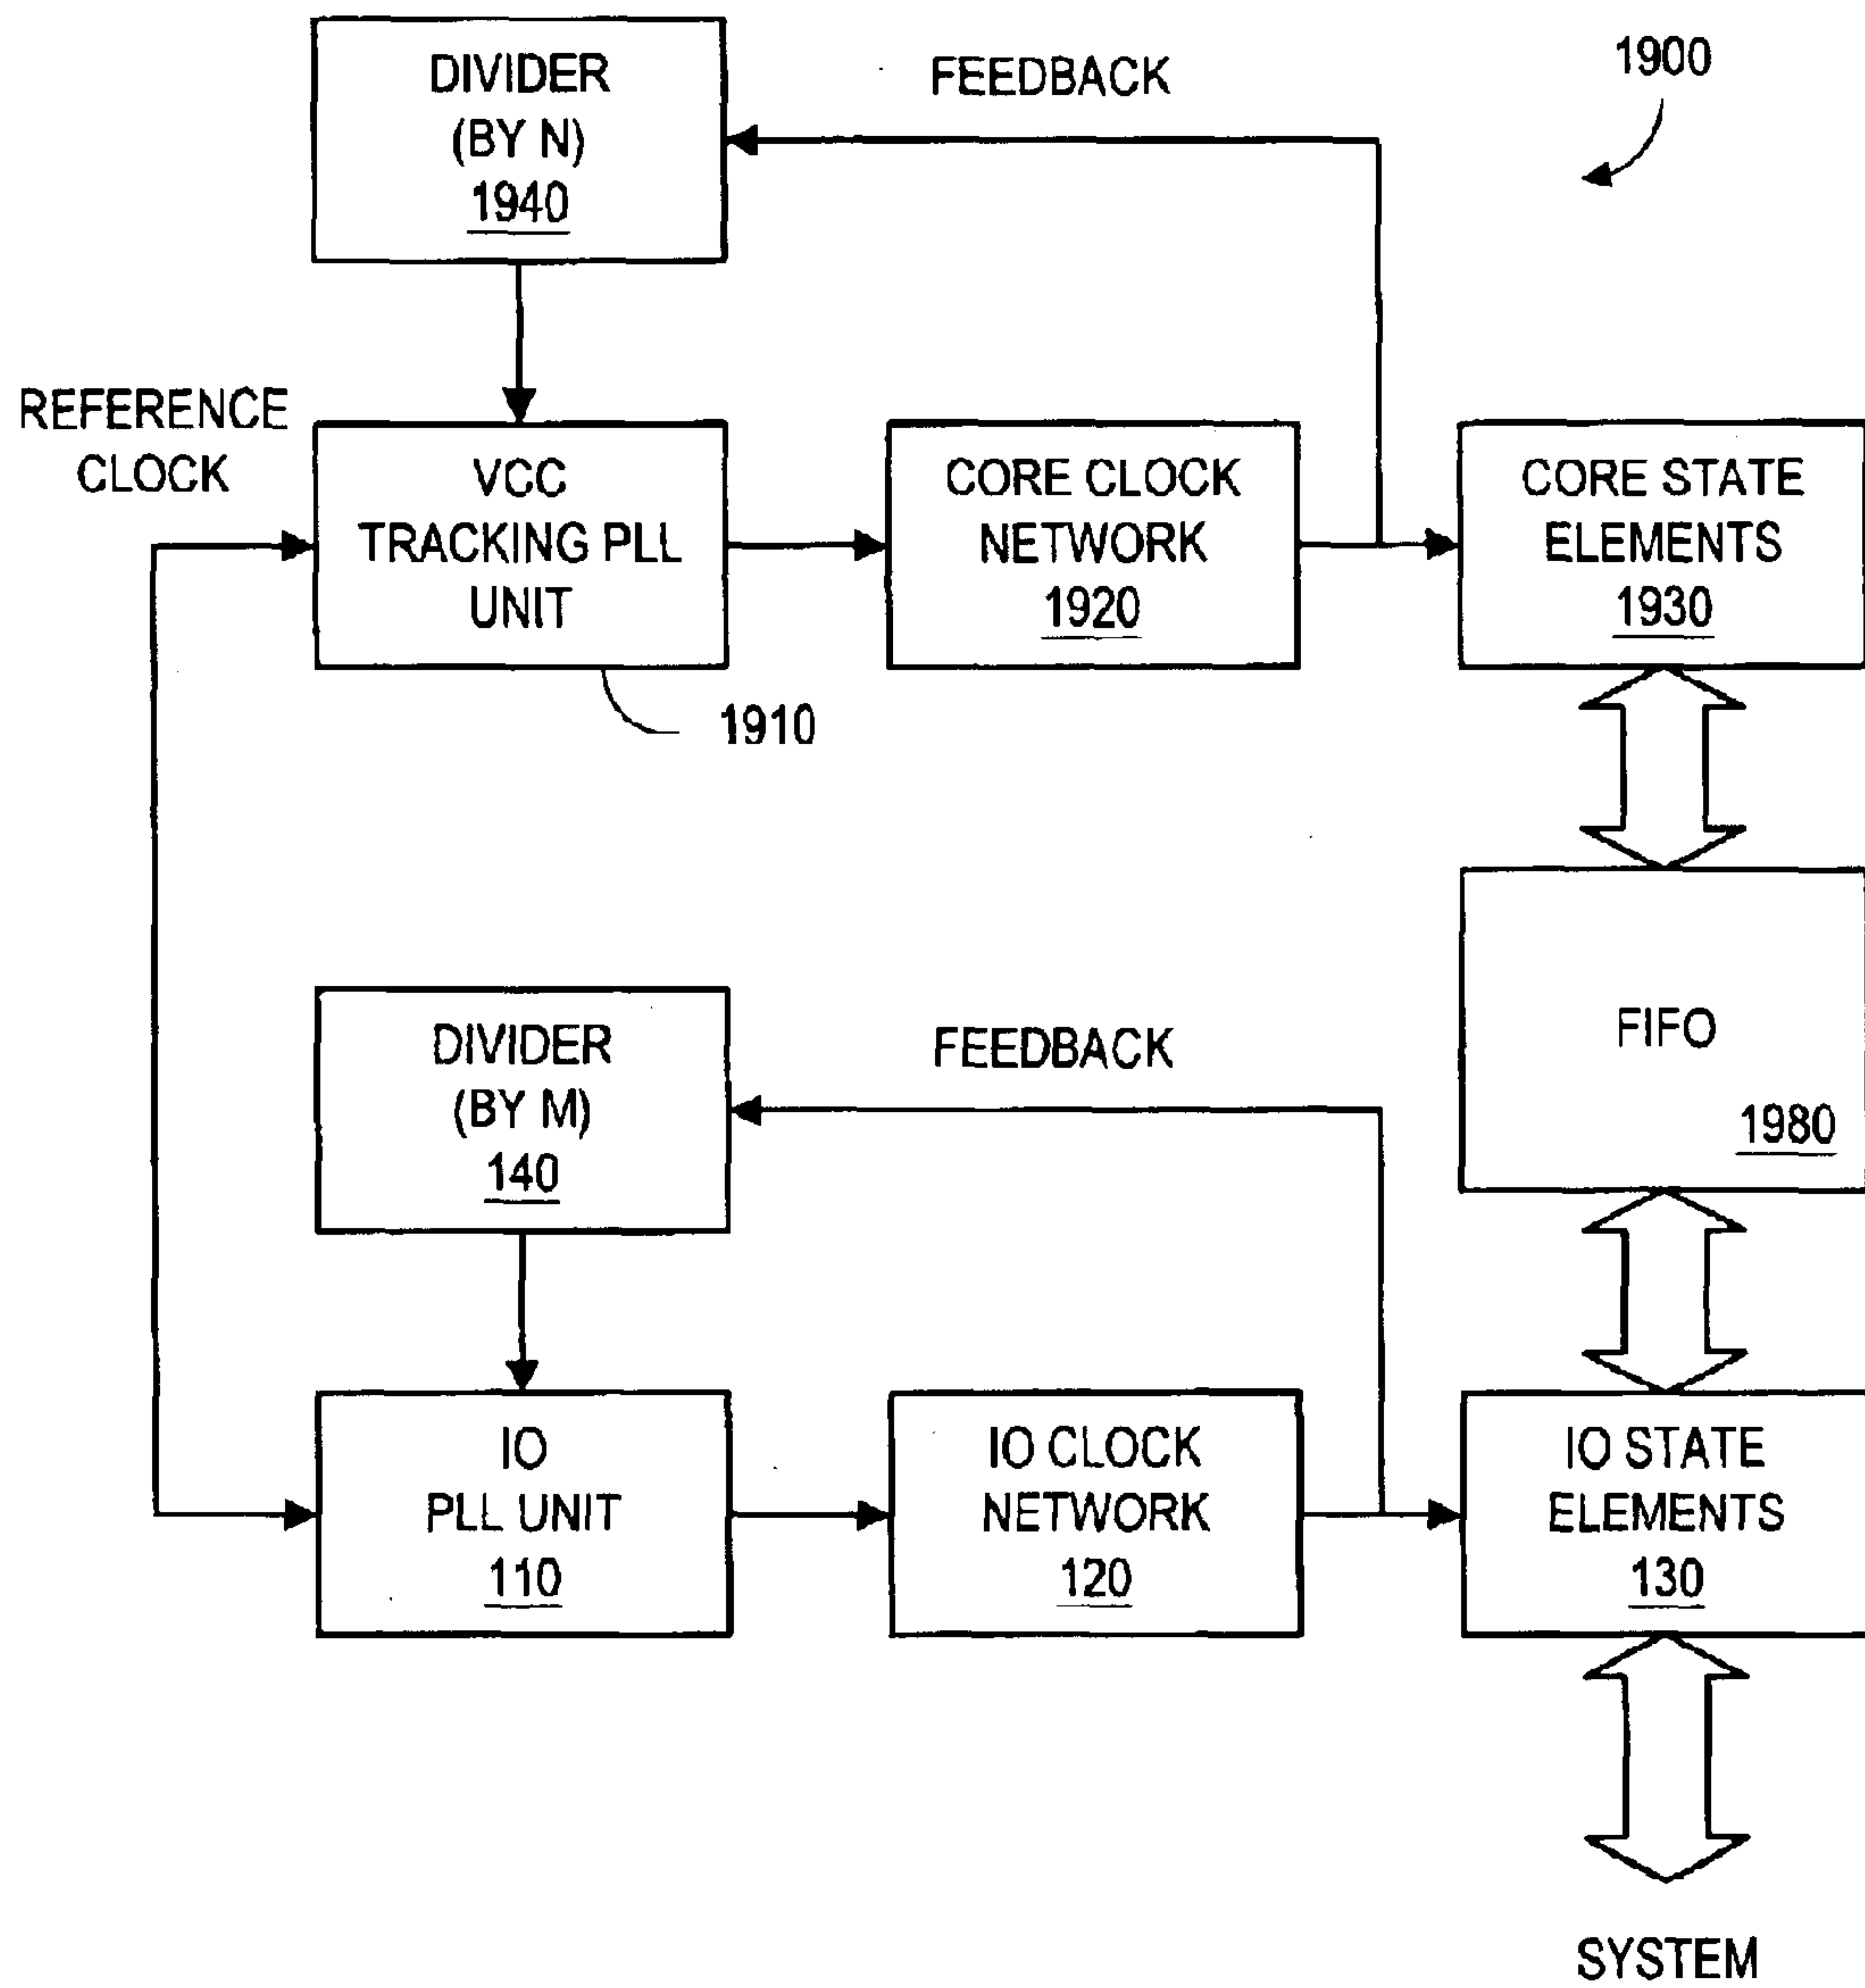 1900
DIVIDER
(BY N)
1940
FEEDBACK
REFERENCE
CLOCK
VCC
TRACKING PLL
UNIT
1910
CORE CLOCK
NETWORK
1920
CORE STATE
ELEMENTS
1930
FIFO
1980
DIVIDER
(BY M)
140
FEEDBACK
IO
PLL UNIT
110
IO CLOCK
NETWORK
120
IO STATE
ELEMENTS
130
SYSTEM